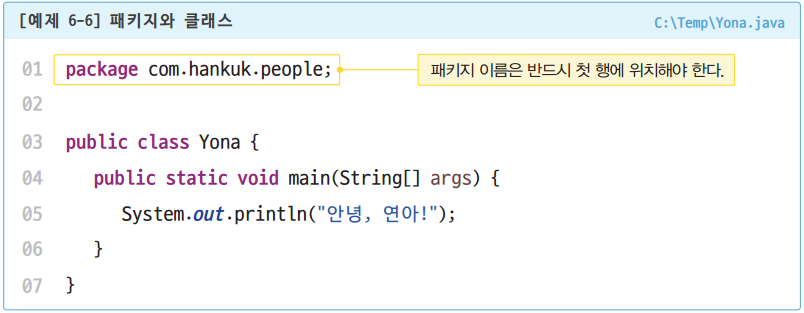 [예제 6-6] 패키지와 클래스
C:\Temp\Yona.java
01 package com.hankuk.people;
패키지 이름은 반드시 첫 행에 위치해야 한다.
02
03 public class Yona {
04 public static void main(String[] args) {
05 System.out.println("안녕, 연아!");
06 }
07 }